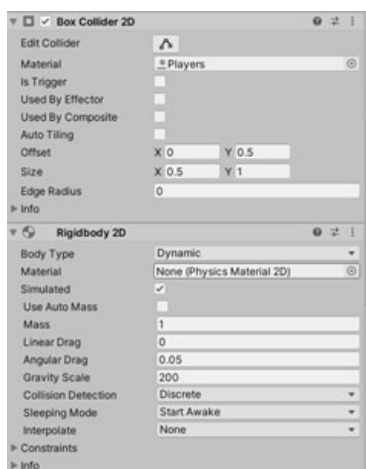 Box Collider 2D
Edit Collider
Material Players
Is Trigger
Used By Effector
Used By Composite
Auto Tiling
Offset X 0 Y 0.5
Size X 0.5 Y 1
Edge Radius 0
Info
Rigidbody 2D
Body Type Dynamic
Material None (Physics Material 2D)
Simulated
Use Auto Mass
Mass 1
Linear Drag 0
Angular Drag 0.05
Gravity Scale 200
Collision Detection Discrete
Sleeping Mode Start Awake
Interpolate None
Constraints
Info